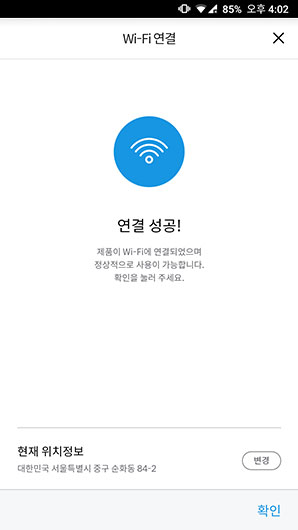 85% 오후 4:02
Wi-Fi 연결
연결 성공!
제품이 Wi-Fi에 연결되었으며
정상적으로 사용이 가능합니다.
확인을 눌러 주세요.
현재 위치정보
대한민국 서울특별시 중구 순화동 84-2
변경
확인